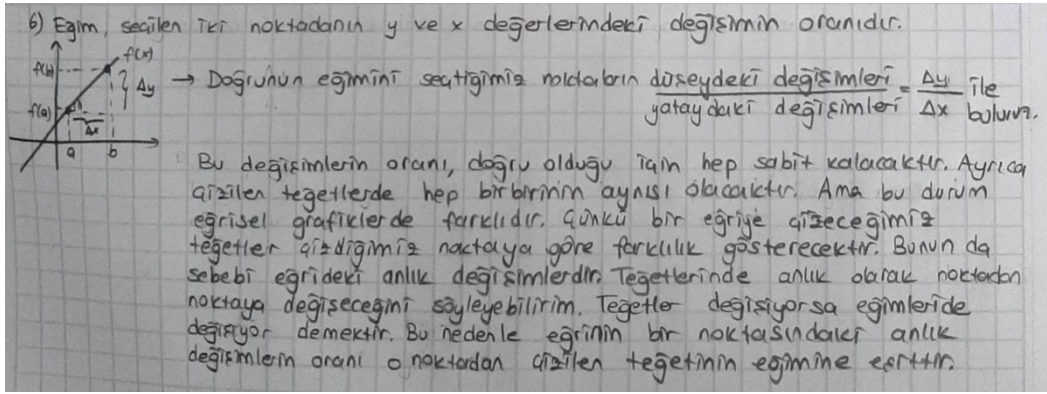 6) Eğim, seçilen iki noktadanın y ve x değerlerindeki değişimin oranıdır.
f(x)
f(b)
Δy
f(a)
Δx
a b
→ Doğrunun eğimini seçtiğimiz noktaların düşeydeki değişimleri = Δy ile
yataydaki değişimleri Δx buluruz.
Bu değişimlerin oranı, doğru olduğu için hep sabit kalacaktır. Ayrıca
çizilen teğetlerde hep birbirinin aynısı olacaktır. Ama bu durum
eğrisel grafiklerde farklıdır. Çünkü bir eğriye çizeceğimiz
teğetler çizdiğimiz noktaya göre farklılık gösterecektir. Bunun da
sebebi eğrideki anlık değişimlerdir. Teğetlerinde anlık olarak noktadan
noktaya değişeceğini söyleyebilirim. Teğetler değişiyorsa eğimleride
değişiyor demektir. Bu nedenle eğrinin bir noktasındaki anlık
değişimlerin oranı o noktadan çizilen teğetinin eğimine eşittir.